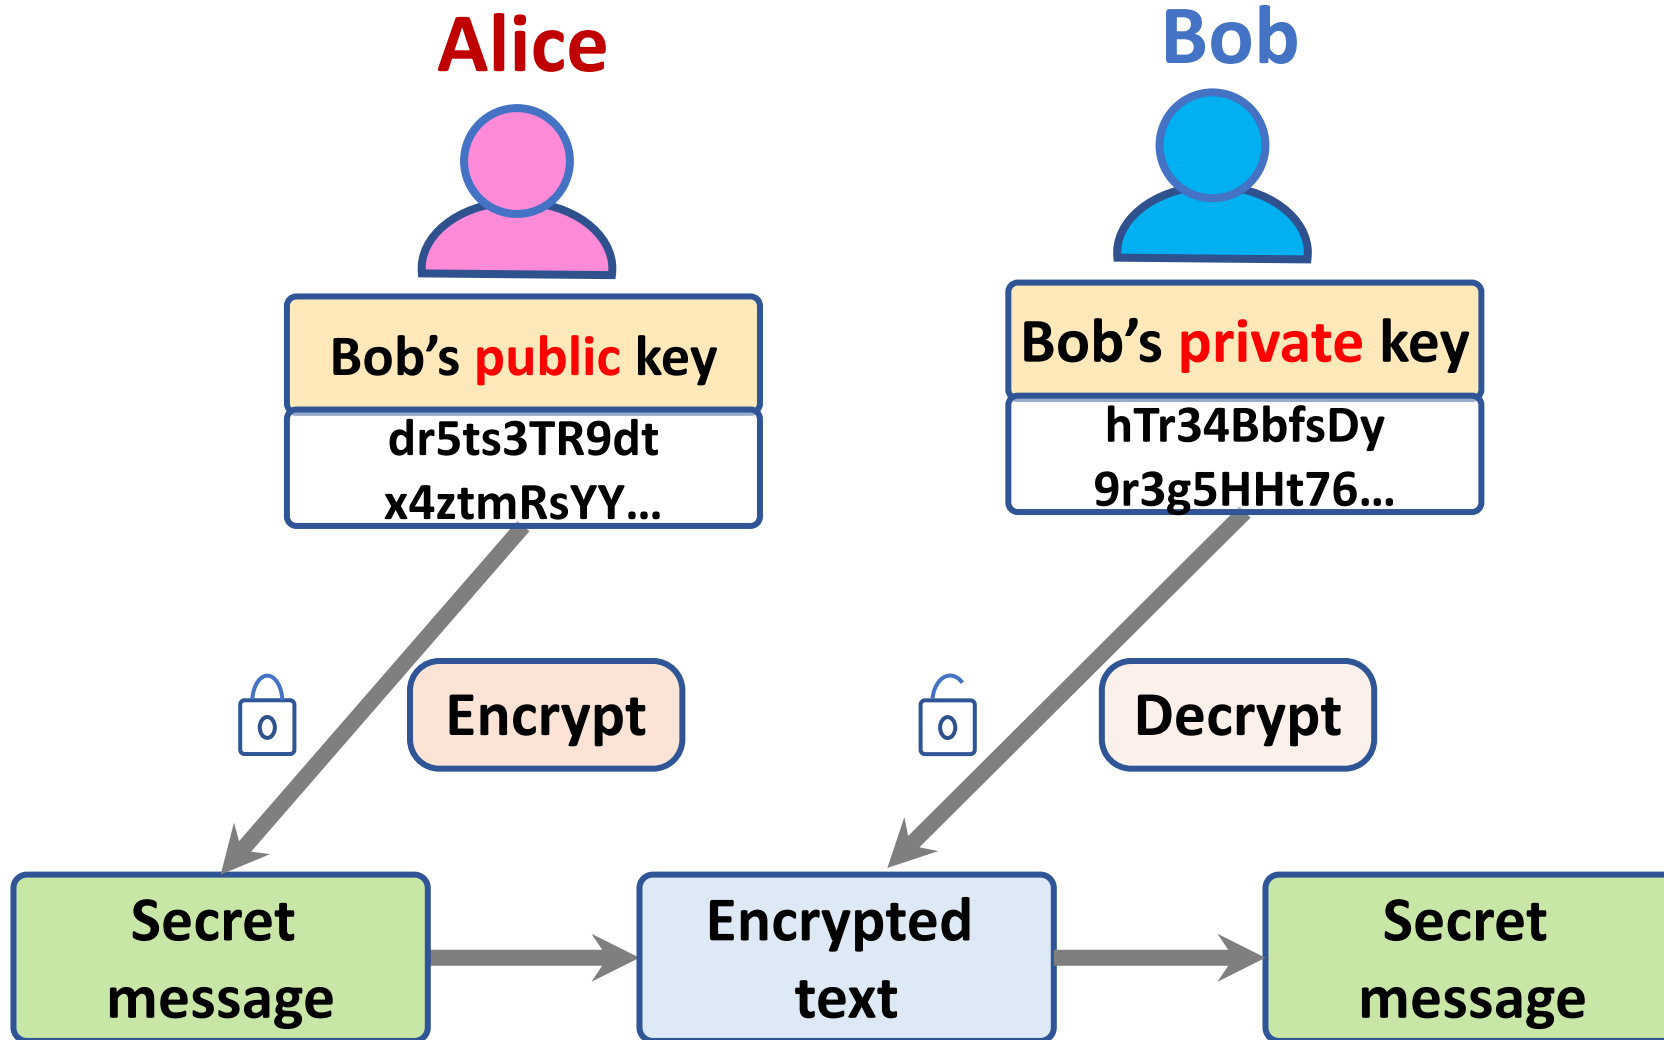 Alice
Bob
Bob’s public key
dr5ts3TR9dt
x4ztmRsYY...
Bob’s private key
hTr34BbfsDy
9r3g5HHt76...
Encrypt
Decrypt
Secret
message
Encrypted
text
Secret
message